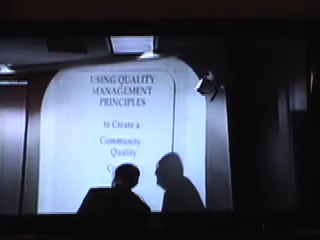 USING QUALITY
MANAGEMENT
PRINCIPLES
to Create a
Community
Quality